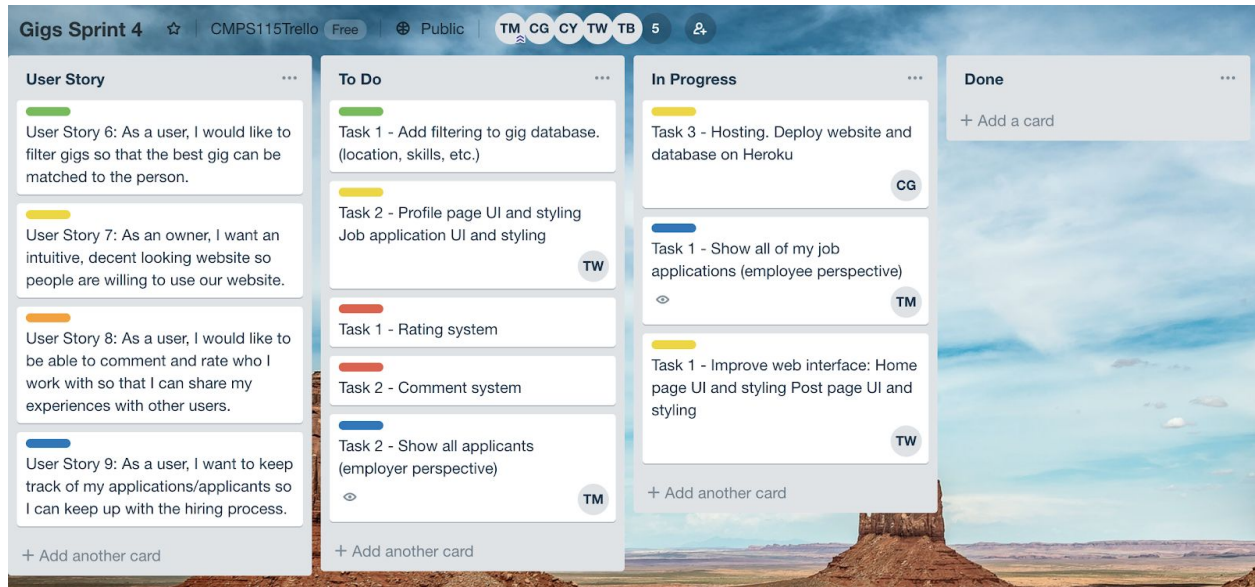 Gigs Sprint 4 CMPS115Trello Free Public TM CG CY TW TB 5
User Story
User Story 6: As a user, I would like to
filter gigs so that the best gig can be
matched to the person.
User Story 7: As an owner, I want an
intuitive, decent looking website so
people are willing to use our website.
User Story 8: As a user, I would like to
be able to comment and rate who I
work with so that I can share my
experiences with other users.
User Story 9: As a user, I want to keep
track of my applications/applicants so
I can keep up with the hiring process.
+ Add another card
To Do
Task 1 - Add filtering to gig database.
(location, skills, etc.)
Task 2 - Profile page UI and styling
Job application UI and styling
TW
Task 1 - Rating system
Task 2 - Comment system
Task 2 - Show all applicants
(employer perspective)
TM
+ Add another card
In Progress
Task 3 - Hosting. Deploy website and
database on Heroku
CG
Task 1 - Show all of my job
applications (employee perspective)
TM
Task 1 - Improve web interface: Home
page UI and styling Post page UI and
styling
TW
+ Add another card
Done
+ Add a card